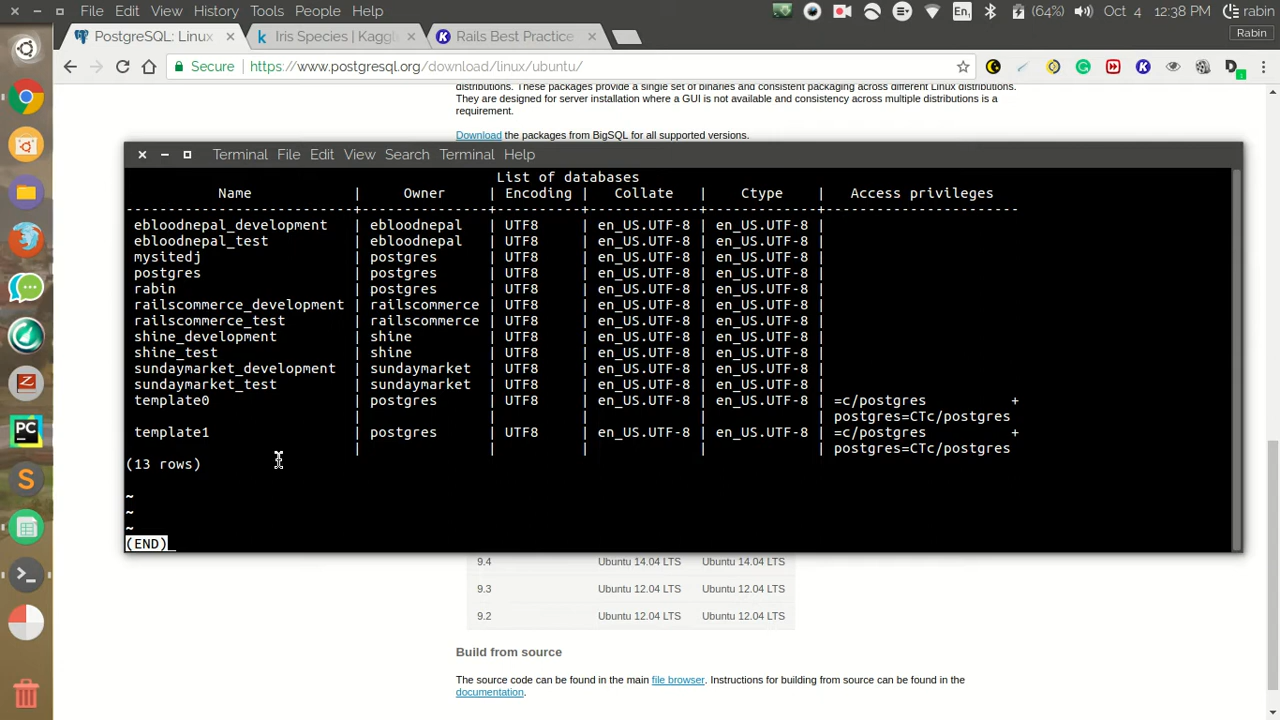 File Edit View History Tools People Help
En (64%) Oct 4 12:38 PM rabin
PostgreSQL: Linux Iris Species | Kaggl Rails Best Practice Rabin
Secure https://www.postgresql.org/download/linux/ubuntu/
distributions. These packages provide a single set of binaries and consistent packaging across different Linux distributions.
They are designed for server installation where a GUI is not available and consistency across multiple distributions is a
requirement.
Download the packages from BigSQL for all supported versions.
Terminal File Edit View Search Terminal Help
List of databases
Name | Owner | Encoding | Collate | Ctype | Access privileges
ebloodnepal_development | ebloodnepal | UTF8 | en_US.UTF-8 | en_US.UTF-8 |
ebloodnepal_test | ebloodnepal | UTF8 | en_US.UTF-8 | en_US.UTF-8 |
mysitedj | postgres | UTF8 | en_US.UTF-8 | en_US.UTF-8 |
postgres | postgres | UTF8 | en_US.UTF-8 | en_US.UTF-8 |
rabin | postgres | UTF8 | en_US.UTF-8 | en_US.UTF-8 |
railscommerce_development | railscommerce | UTF8 | en_US.UTF-8 | en_US.UTF-8 |
railscommerce_test | railscommerce | UTF8 | en_US.UTF-8 | en_US.UTF-8 |
shine_development | shine | UTF8 | en_US.UTF-8 | en_US.UTF-8 |
shine_test | shine | UTF8 | en_US.UTF-8 | en_US.UTF-8 |
sundaymarket_development | sundaymarket | UTF8 | en_US.UTF-8 | en_US.UTF-8 |
sundaymarket_test | sundaymarket | UTF8 | en_US.UTF-8 | en_US.UTF-8 |
template0 | postgres | UTF8 | en_US.UTF-8 | en_US.UTF-8 | =c/postgres +
| | | | | postgres=CTc/postgres
template1 | postgres | UTF8 | en_US.UTF-8 | en_US.UTF-8 | =c/postgres +
| | | | | postgres=CTc/postgres
(13 rows)
~
~
~
(END)
9.4 Ubuntu 14.04 LTS Ubuntu 14.04 LTS
9.3 Ubuntu 12.04 LTS Ubuntu 12.04 LTS
9.2 Ubuntu 12.04 LTS Ubuntu 12.04 LTS
Build from source
The source code can be found in the main file browser. Instructions for building from source can be found in the
documentation.